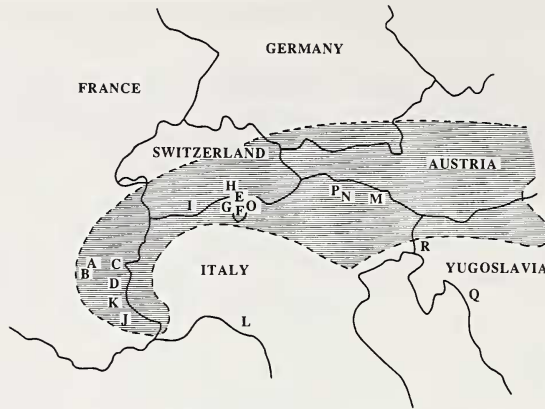 GERMANY
FRANCE
SWITZERLAND
AUSTRIA
H
E
P N M
I G F O
R
A C
B
ITALY
YUGOSLAVIA
D
Q
K
J
L